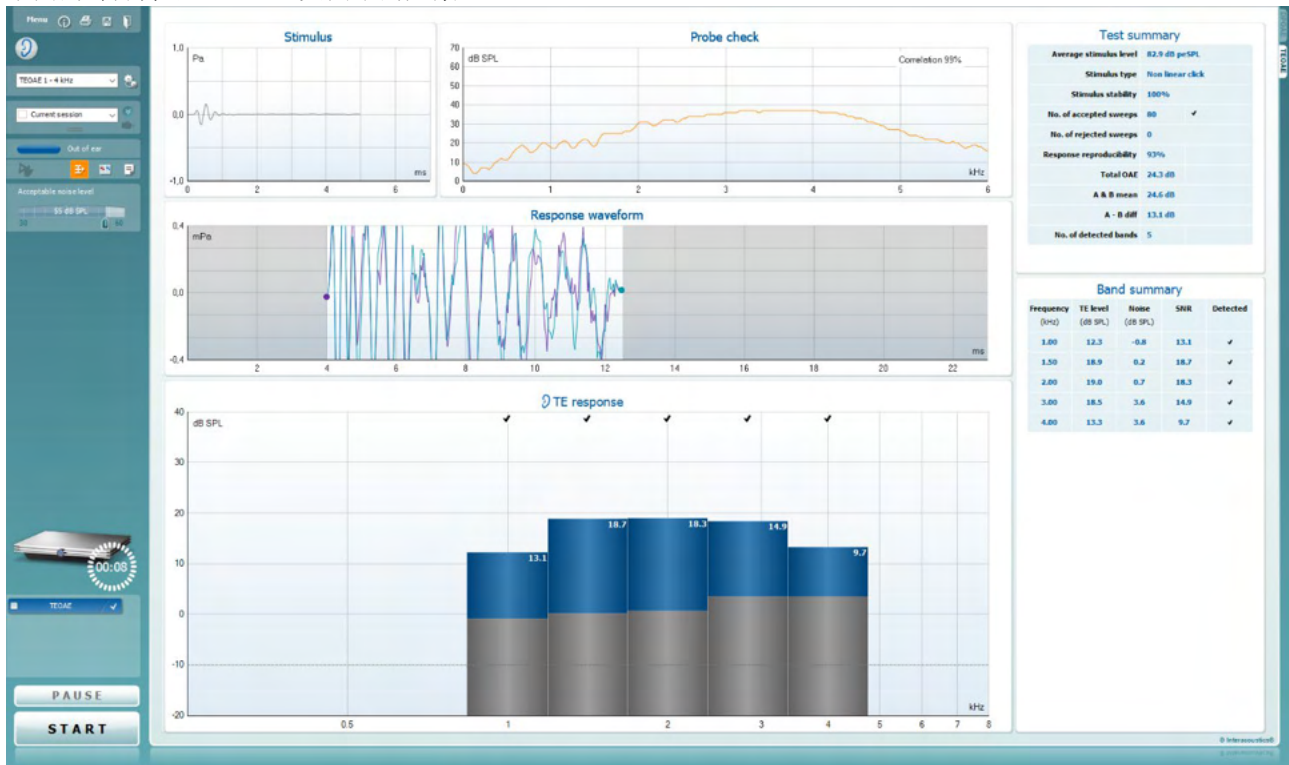 Menu
TEOAE 1 - 4 kHz
Current session
Out of ear
Acceptable noise level
55 dB SPL
30 60
00:08
TEOAE
PAUSE
START
Stimulus
1,0
Pa
0,0
-1,0
ms
0 2 4 6
Probe check
70
dB SPL
Correlation 99%
60
50
40
30
20
10
0
kHz
0 1 2 3 4 5 6
Response waveform
0,4
mPa
0,0
-0,4
ms
2 4 6 8 10 12 14 16 18 20 22
TE response
40
dB SPL
30
20
10
0
-10
-20
13.1 18.7 18.3 14.9 9.7
kHz
0.5 1 2 3 4 5 6 7 8
Test summary
Average stimulus level 82.9 dB peSPL
Stimulus type Non linear click
Stimulus stability 100%
No. of accepted sweeps 80 ✓
No. of rejected sweeps 0
Response reproducibility 93%
Total OAE 24.3 dB
A & B mean 24.6 dB
A - B diff 13.1 dB
No. of detected bands 5
Band summary
Frequency TE level Noise SNR Detected
(kHz) (dB SPL) (dB SPL)
1.00 12.3 -0.8 13.1 ✓
1.50 18.9 0.2 18.7 ✓
2.00 19.0 0.7 18.3 ✓
3.00 18.5 3.6 14.9 ✓
4.00 13.3 3.6 9.7 ✓
TEOAE
© Interacoustics®